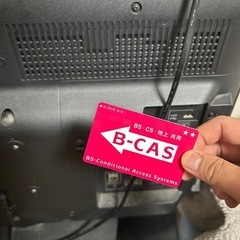 BS・CS・地上 共用
★★
B-CAS
BS-Conditional Access Systems